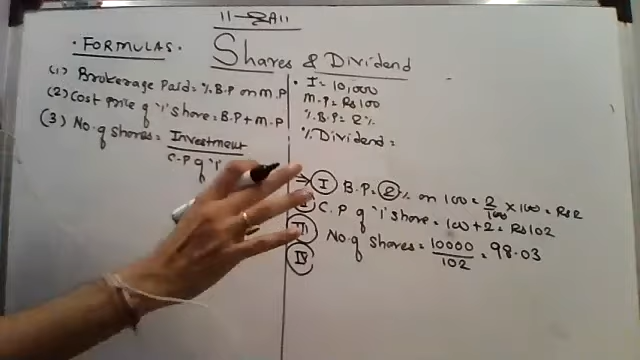 Shares & Dividend
. FORMULAS .
(1) Brokerage Paid = % B.P on M.P
(2) Cost Price of '1' share = B.P + M.P
(3) No. of shares = Investment
C.P of '1'
. I = 10,000
M.P = Rs 100
% B.P = 2%
% Dividend =
I B.P = 2 % on 100 = 2/100 x 100 = Rs 2
C.P of '1' share = 100 + 2 = Rs 102
III No of shares = 10000/102 = 98.03
IV